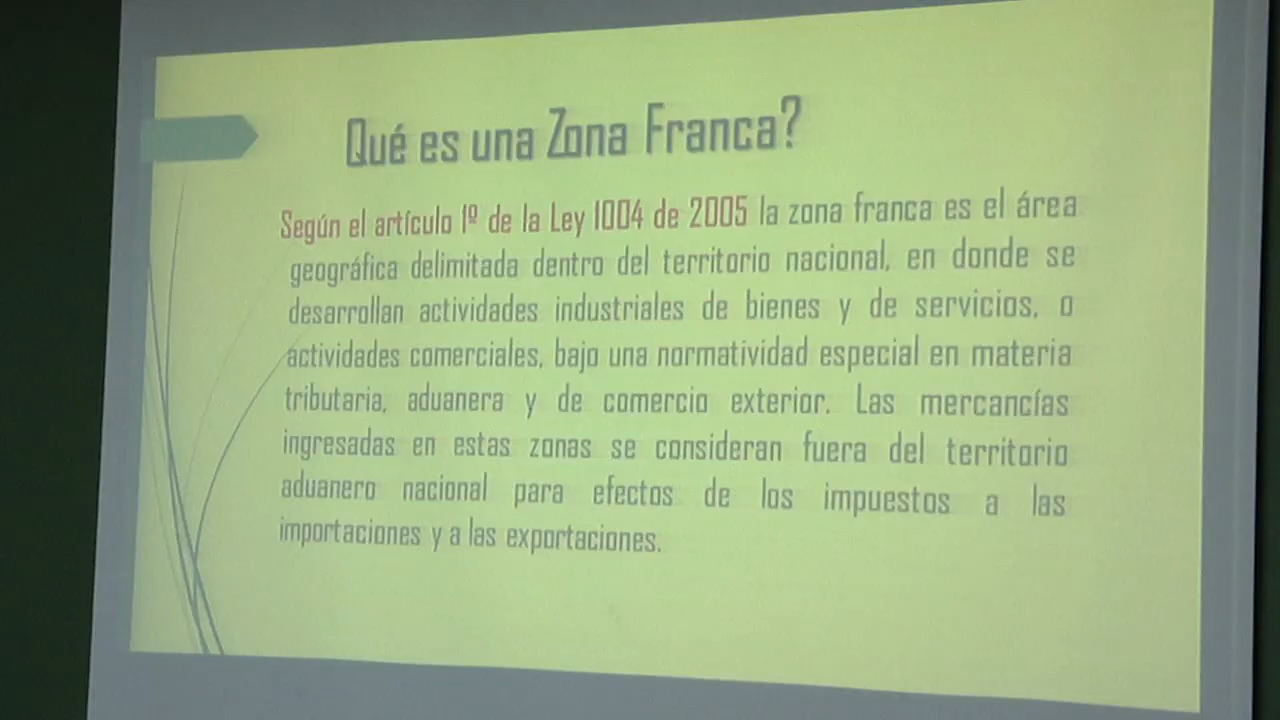 Qué es una Zona Franca?
Según el artículo 1º de la Ley 1004 de 2005 la zona franca es el área
geográfica delimitada dentro del territorio nacional, en donde se
desarrollan actividades industriales de bienes y de servicios, o
actividades comerciales, bajo una normatividad especial en materia
tributaria, aduanera y de comercio exterior. Las mercancías
ingresadas en estas zonas se consideran fuera del territorio
aduanero nacional para efectos de los impuestos a las
importaciones y a las exportaciones.